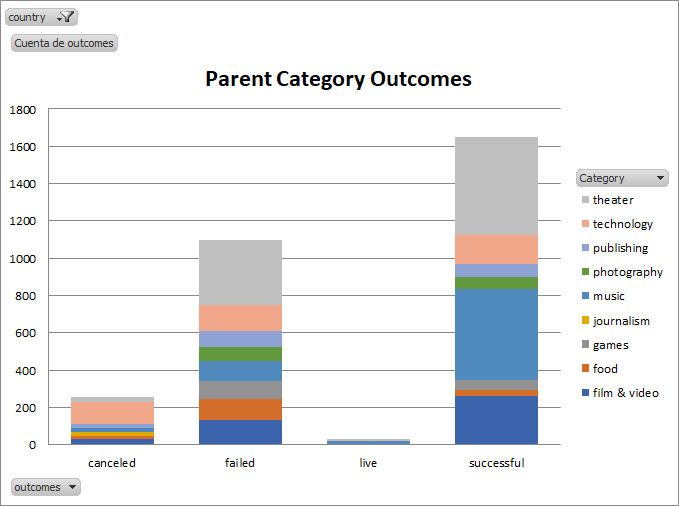 country
Cuenta de outcomes
Parent Category Outcomes
1800
1600
1400
1200
1000
800
600
400
200
0
canceled failed live successful
Category
theater
technology
publishing
photography
music
journalism
games
food
film & video
outcomes